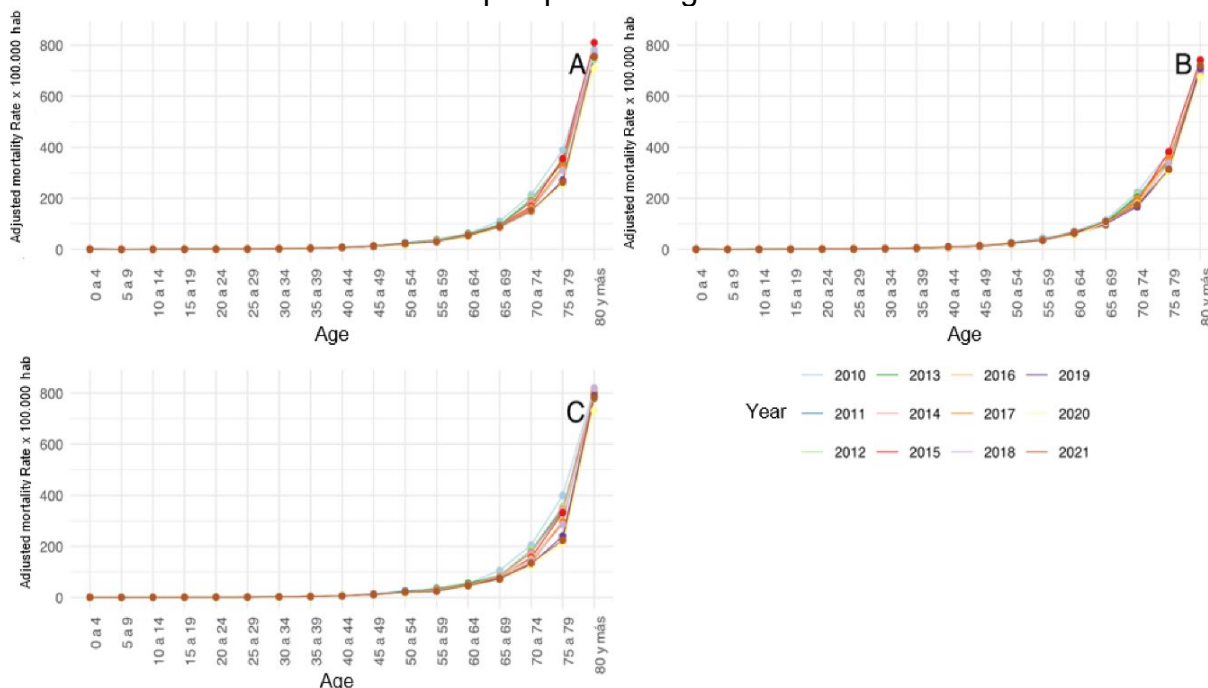 800
600
400
200
0
Adjusted mortality Rate x 100.000 hab
A
0 a 4
5 a 9
10 a 14
15 a 19
20 a 24
25 a 29
30 a 34
35 a 39
40 a 44
45 a 49
50 a 54
55 a 59
60 a 64
65 a 69
70 a 74
75 a 79
80 y más
Age
800
600
400
200
0
Adjusted mortality Rate x 100.000 hab
B
0 a 4
5 a 9
10 a 14
15 a 19
20 a 24
25 a 29
30 a 34
35 a 39
40 a 44
45 a 49
50 a 54
55 a 59
60 a 64
65 a 69
70 a 74
75 a 79
80 y más
Age
800
600
400
200
0
Adjusted mortality Rate x 100.000 hab
C
0 a 4
5 a 9
10 a 14
15 a 19
20 a 24
25 a 29
30 a 34
35 a 39
40 a 44
45 a 49
50 a 54
55 a 59
60 a 64
65 a 69
70 a 74
75 a 79
80 y más
Age
Year
2010 2013 2016 2019
2011 2014 2017 2020
2012 2015 2018 2021